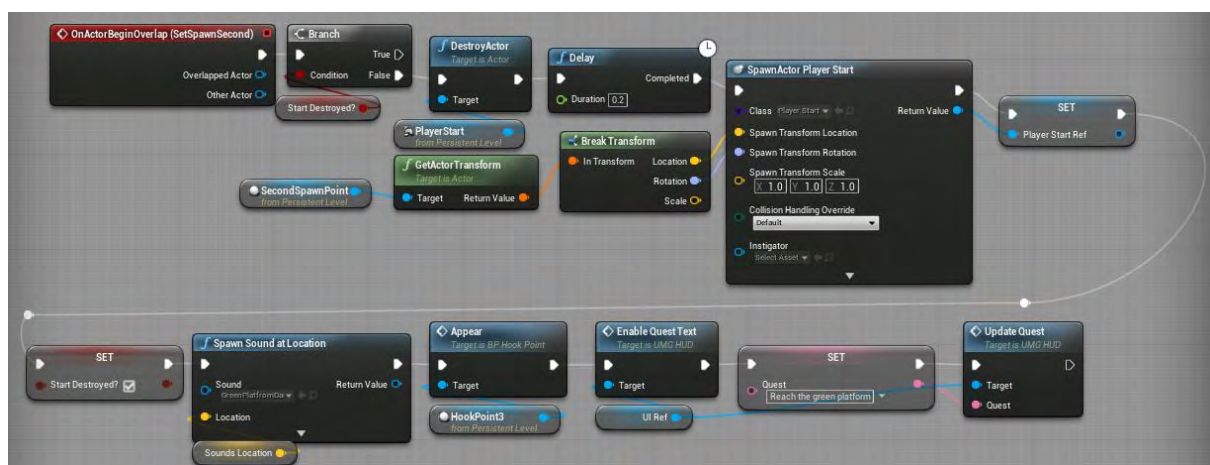 OnActorBeginOverlap (SetSpawnSecond)
Overlapped Actor
Other Actor
Branch
True
Condition False
Start Destroyed?
DestroyActor
Target is Actor
Target
PlayerStart
from Persistent Level
Delay
Completed
Duration 0.2
GetActorTransform
Target is Actor
Target Return Value
SecondSpawnPoint
from Persistent Level
Break Transform
In Transform Location
Rotation
Scale
SpawnActor Player Start
Class Player Start Return Value
Spawn Transform Location
Spawn Transform Rotation
Spawn Transform Scale
X 1.0 Y 1.0 Z 1.0
Collision Handling Override
Default
Instigator
Select Asset
SET
Player Start Ref
SET
Start Destroyed?
Spawn Sound at Location
Sound Return Value
GreenPlatfromDa
Location
Sounds Location
Appear
Target is BP Hook Point
Target
HookPoint3
from Persistent Level
Enable Quest Text
Target is UMG HUD
Target
UI Ref
SET
Quest
Reach the green platform
Update Quest
Target is UMG HUD
Target
Quest